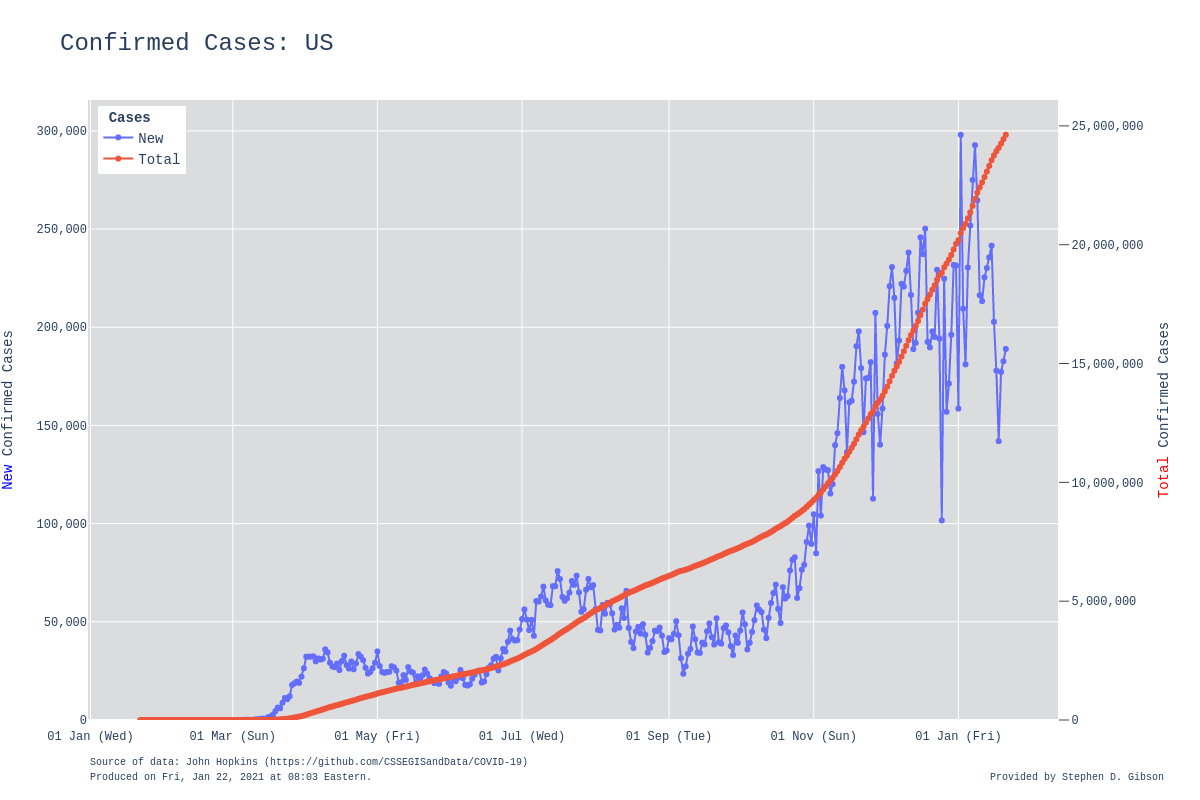 Confirmed Cases: US
Cases
New
Total
300,000
250,000
200,000
150,000
100,000
50,000
0
New Confirmed Cases
25,000,000
20,000,000
15,000,000
10,000,000
5,000,000
0
Total Confirmed Cases
01 Jan (Wed) 01 Mar (Sun) 01 May (Fri) 01 Jul (Wed) 01 Sep (Tue) 01 Nov (Sun) 01 Jan (Fri)
Source of data: John Hopkins (https://github.com/CSSEGISandData/COVID-19)
Produced on Fri, Jan 22, 2021 at 08:03 Eastern.
Provided by Stephen D. Gibson